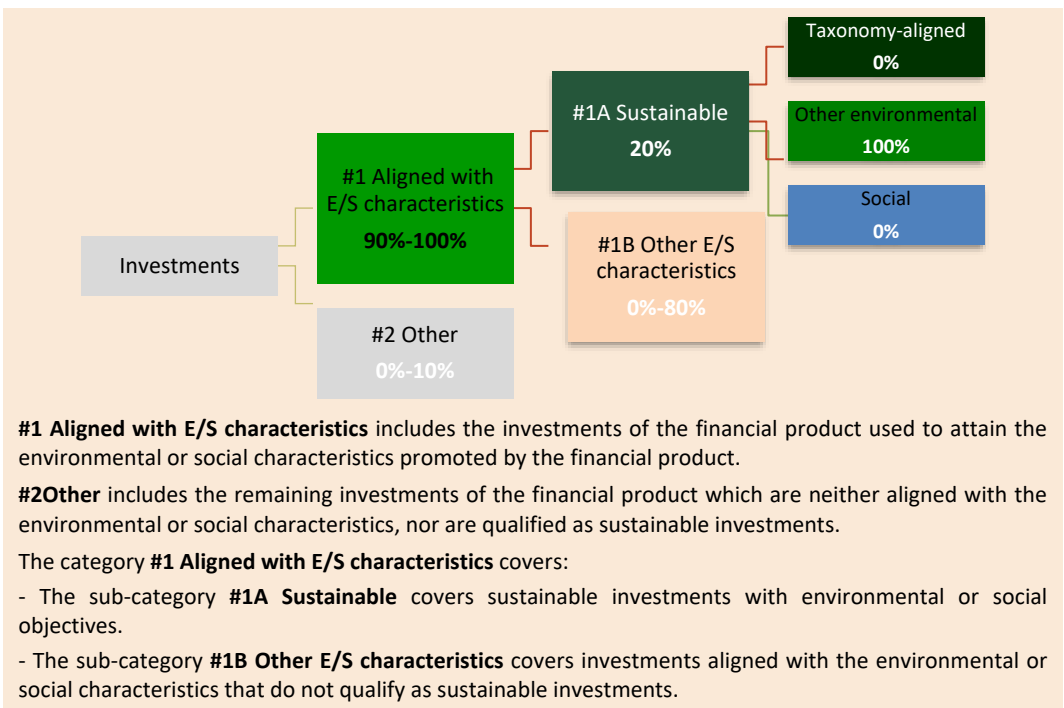 Taxonomy-aligned
0%
#1A Sustainable
20%
Other environmental
100%
#1 Aligned with
E/S characteristics
90%-100%
Social
0%
#1B Other E/S
characteristics
0%-80%
Investments
#2 Other
0%-10%
#1 Aligned with E/S characteristics includes the investments of the financial product used to attain the
environmental or social characteristics promoted by the financial product.
#2Other includes the remaining investments of the financial product which are neither aligned with the
environmental or social characteristics, nor are qualified as sustainable investments.
The category #1 Aligned with E/S characteristics covers:
- The sub-category #1A Sustainable covers sustainable investments with environmental or social
objectives.
- The sub-category #1B Other E/S characteristics covers investments aligned with the environmental or
social characteristics that do not qualify as sustainable investments.